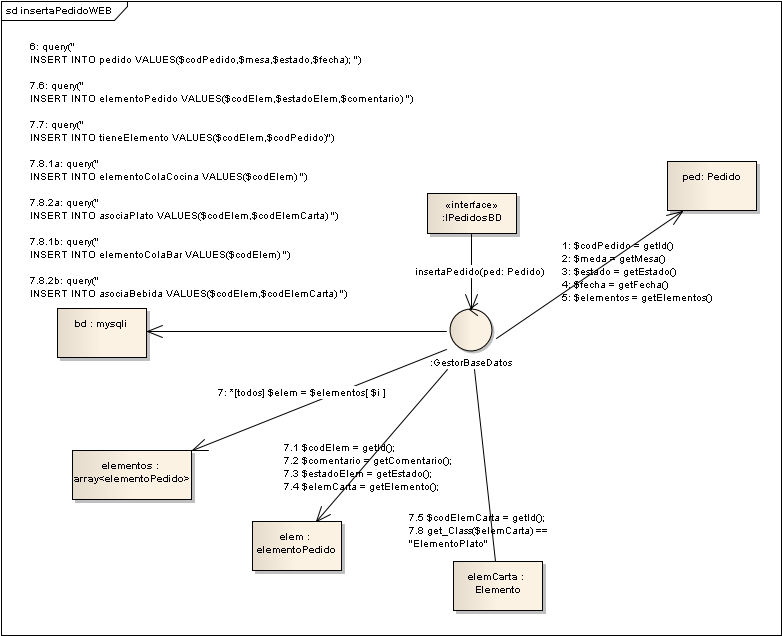 sd insertaPedidoWEB
6: query("
INSERT INTO pedido VALUES($codPedido,$mesa,$estado,$fecha); ")
7.6: query("
INSERT INTO elementoPedido VALUES($codElem,$estadoElem,$comentario) ")
7.7: query("
INSERT INTO tieneElemento VALUES($codElem,$codPedido)")
7.8.1a: query("
INSERT INTO elementoColaCocina VALUES($codElem) ")
7.8.2a: query("
INSERT INTO asociaPlato VALUES($codElem,$codElemCarta) ")
7.8.1b: query("
INSERT INTO elementoColaBar VALUES($codElem) ")
7.8.2b: query("
INSERT INTO asociaBebida VALUES($codElem,$codElemCarta) ")
ped: Pedido
«interface»
:IPedidosBD
1: $codPedido = getId()
2: $meda = getMesa()
3: $estado = getEstado()
4: $fecha = getFecha()
5: $elementos = getElementos()
insertaPedido(ped: Pedido)
bd : mysqli
:GestorBaseDatos
7: *[todos] $elem = $elementos[ $i ]
elementos :
array<elementoPedido>
7.1 $codElem = getId();
7.2 $comentario = getComentario();
7.3 $estadoElem = getEstado();
7.4 $elemCarta = getElemento();
elem :
elementoPedido
7.5 $codElemCarta = getId();
7.8 get_Class($elemCarta) ==
"ElementoPlato"
elemCarta :
Elemento